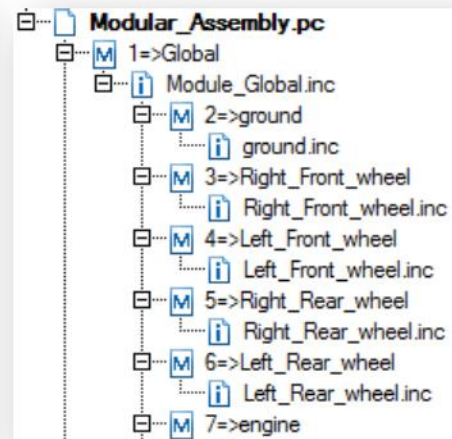 Modular_Assembly.pc
M 1=>Global
i Module_Global.inc
M 2=>ground
i ground.inc
M 3=>Right_Front_wheel
i Right_Front_wheel.inc
M 4=>Left_Front_wheel
i Left_Front_wheel.inc
M 5=>Right_Rear_wheel
i Right_Rear_wheel.inc
M 6=>Left_Rear_wheel
i Left_Rear_wheel.inc
M 7=>engine